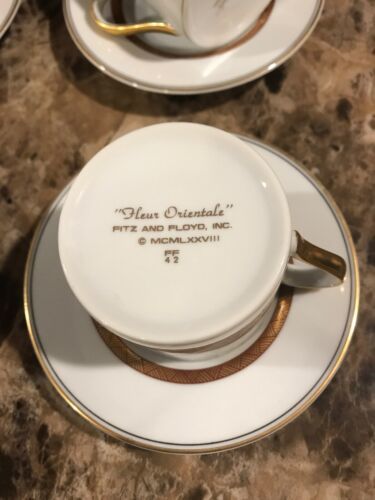 "Fleur Orientale"
FITZ AND FLOYD, INC.
© MCMLXXVIII
FF
42